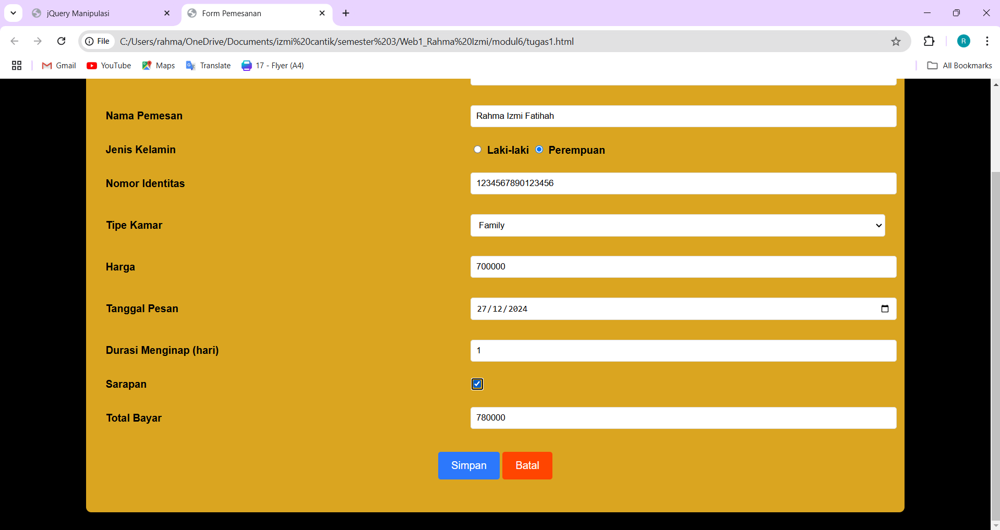 jQuery Manipulasi
Form Pemesanan
File C:/Users/rahma/OneDrive/Documents/izmi%20cantik/semester%203/Web1_Rahma%20Izmi/modul6/tugas1.html
R
Gmail YouTube Maps Translate 17 - Flyer (A4) All Bookmarks
Nama Pemesan Rahma Izmi Fatihah
Jenis Kelamin Laki-laki Perempuan
Nomor Identitas 1234567890123456
Tipe Kamar Family
Harga 700000
Tanggal Pesan 27/12/2024
Durasi Menginap (hari) 1
Sarapan
Total Bayar 780000
Simpan Batal